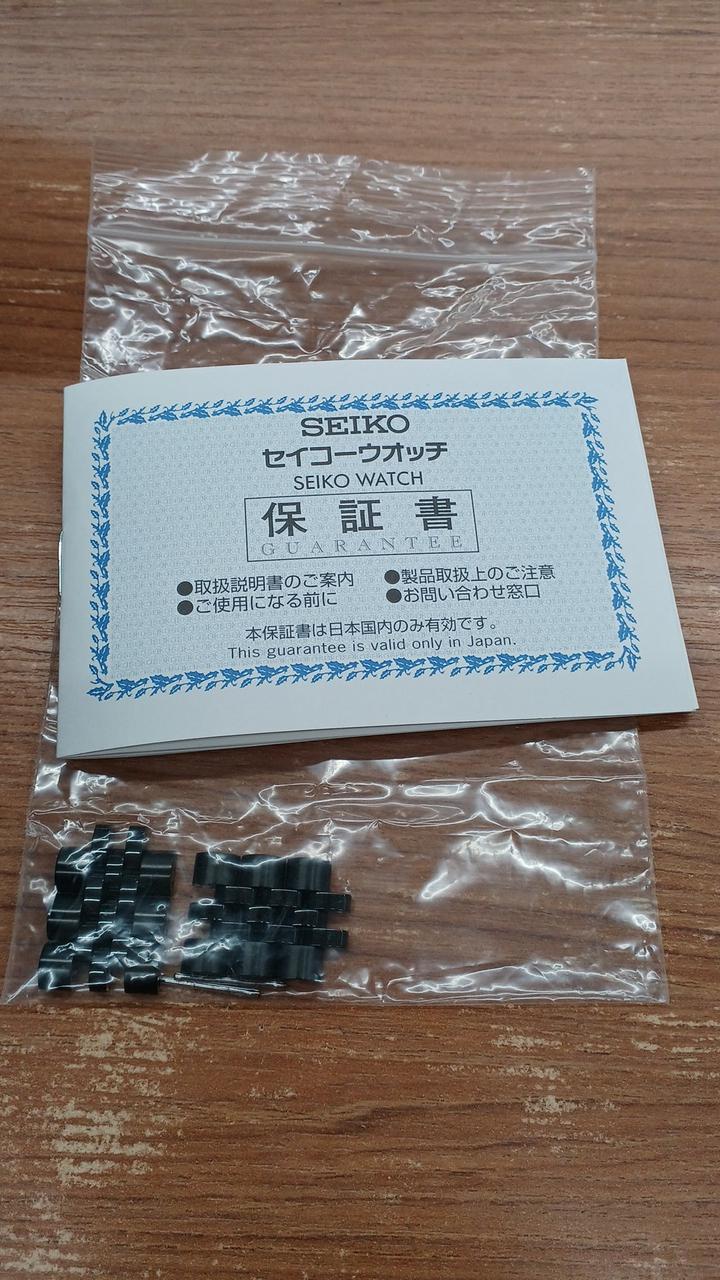 SEIKO
セイコーウオッチ
SEIKO WATCH
保証書
GUARANTEE
●取扱説明書のご案内 ●製品取扱上のご注意
●ご使用になる前に ●お問い合わせ窓口
本保証書は日本国内のみ有効です。
This guarantee is valid only in Japan.